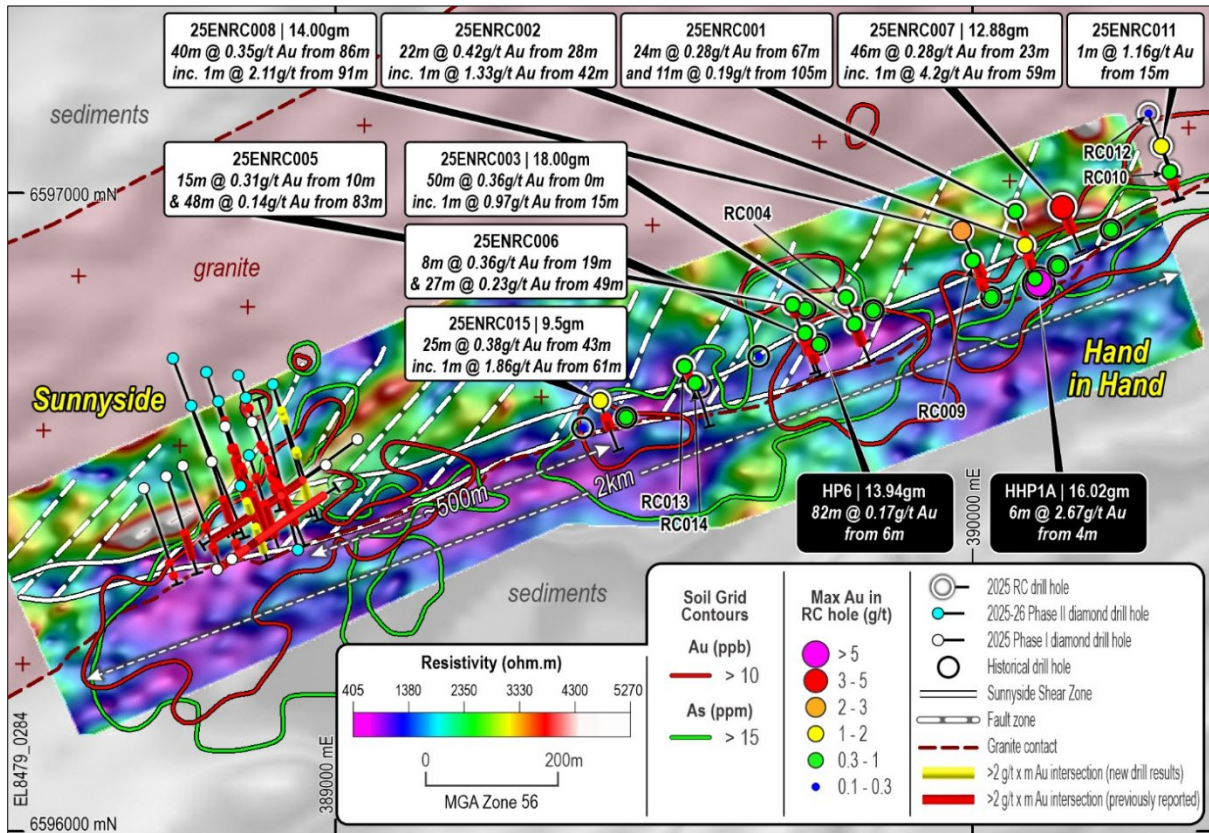 25ENRC008 | 14.00gm
40m @ 0.35g/t Au from 86m
inc. 1m @ 2.11g/t from 91m
25ENRC002
22m @ 0.42g/t Au from 28m
inc. 1m @ 1.33g/t Au from 42m
25ENRC001
24m @ 0.28g/t Au from 67m
and 11m @ 0.19g/t Au from 105m
25ENRC007 | 12.88gm
46m @ 0.28g/t Au from 23m
inc. 1m @ 4.2g/t Au from 59m
25ENRC011
1m @ 1.16g/t Au
from 15m
sediments
25ENRC005
15m @ 0.31g/t Au from 10m
& 48m @ 0.14g/t Au from 83m
25ENRC003 | 18.00gm
50m @ 0.36g/t Au from 0m
inc. 1m @ 0.97g/t Au from 15m
RC012
RC010
6597000 mN
RC004
granite
25ENRC006
8m @ 0.36g/t Au from 19m
& 27m @ 0.23g/t Au from 49m
25ENRC015 | 9.5gm
25m @ 0.38g/t Au from 43m
inc. 1m @ 1.86g/t Au from 61m
Sunnyside
Hand
in Hand
RC009
~500m
2km
RC013
RC014
HP6 | 13.94gm
82m @ 0.17g/t Au
from 6m
HHP1A | 16.02gm
6m @ 2.67g/t Au
from 4m
390000 mE
sediments
EL8479_0284
389000 mE
6596000 mN
Resistivity (ohm.m)
405 1380 2350 3330 4300 5270
0 200m
MGA Zone 56
Soil Grid
Contours
Au (ppb)
> 10
As (ppm)
> 15
Max Au in
RC hole (g/t)
> 5
3 - 5
2 - 3
1 - 2
0.3 - 1
0.1 - 0.3
2025 RC drill hole
2025-26 Phase II diamond drill hole
2025 Phase I diamond drill hole
Historical drill hole
Sunnyside Shear Zone
Fault zone
Granite contact
>2 g/t x m Au intersection (new drill results)
>2 g/t x m Au intersection (previously reported)